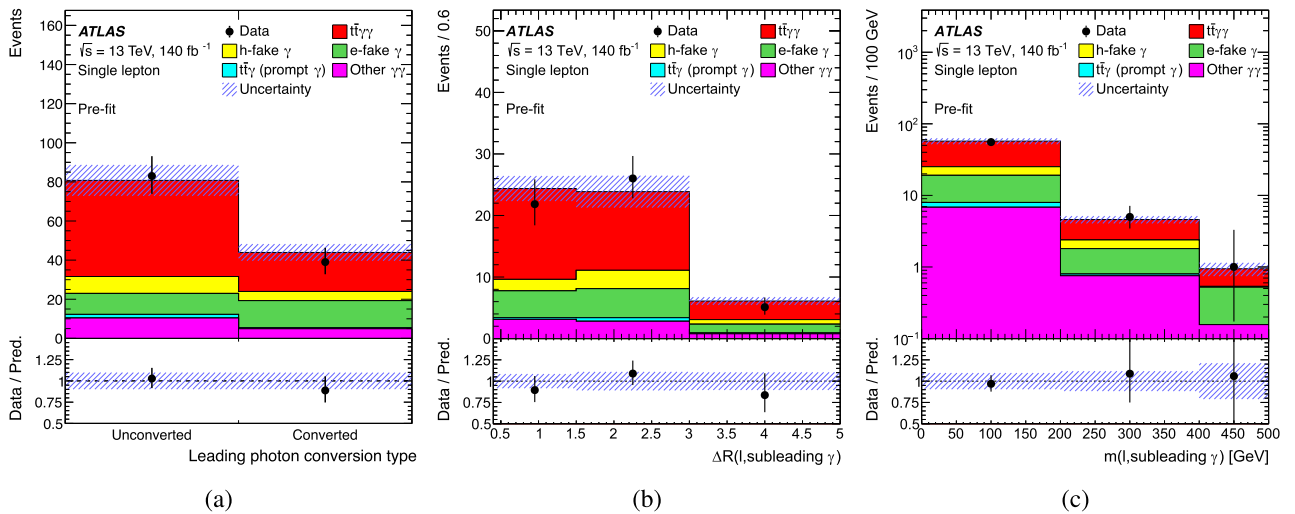 Events
160
140
120
100
80
60
40
20
0
ATLAS
√s = 13 TeV, 140 fb⁻¹
Single lepton
Pre-fit
Data
tt̄γγ
h-fake γ
e-fake γ
tt̄γ (prompt γ)
Other γγ
Uncertainty
Data / Pred.
1.25
1
0.75
0.5
Unconverted Converted
Leading photon conversion type
(a)
Events / 0.6
50
40
30
20
10
0
ATLAS
√s = 13 TeV, 140 fb⁻¹
Single lepton
Pre-fit
Data
tt̄γγ
h-fake γ
e-fake γ
tt̄γ (prompt γ)
Other γγ
Uncertainty
Data / Pred.
1.25
1
0.75
0.5
0.5 1 1.5 2 2.5 3 3.5 4 4.5 5
ΔR(l,subleading γ)
(b)
Events / 100 GeV
10³
10²
10
1
10⁻¹
ATLAS
√s = 13 TeV, 140 fb⁻¹
Single lepton
Pre-fit
Data
tt̄γγ
h-fake γ
e-fake γ
tt̄γ (prompt γ)
Other γγ
Uncertainty
Data / Pred.
1.25
1
0.75
0.5
0 50 100 150 200 250 300 350 400 450 500
m(l,subleading γ) [GeV]
(c)